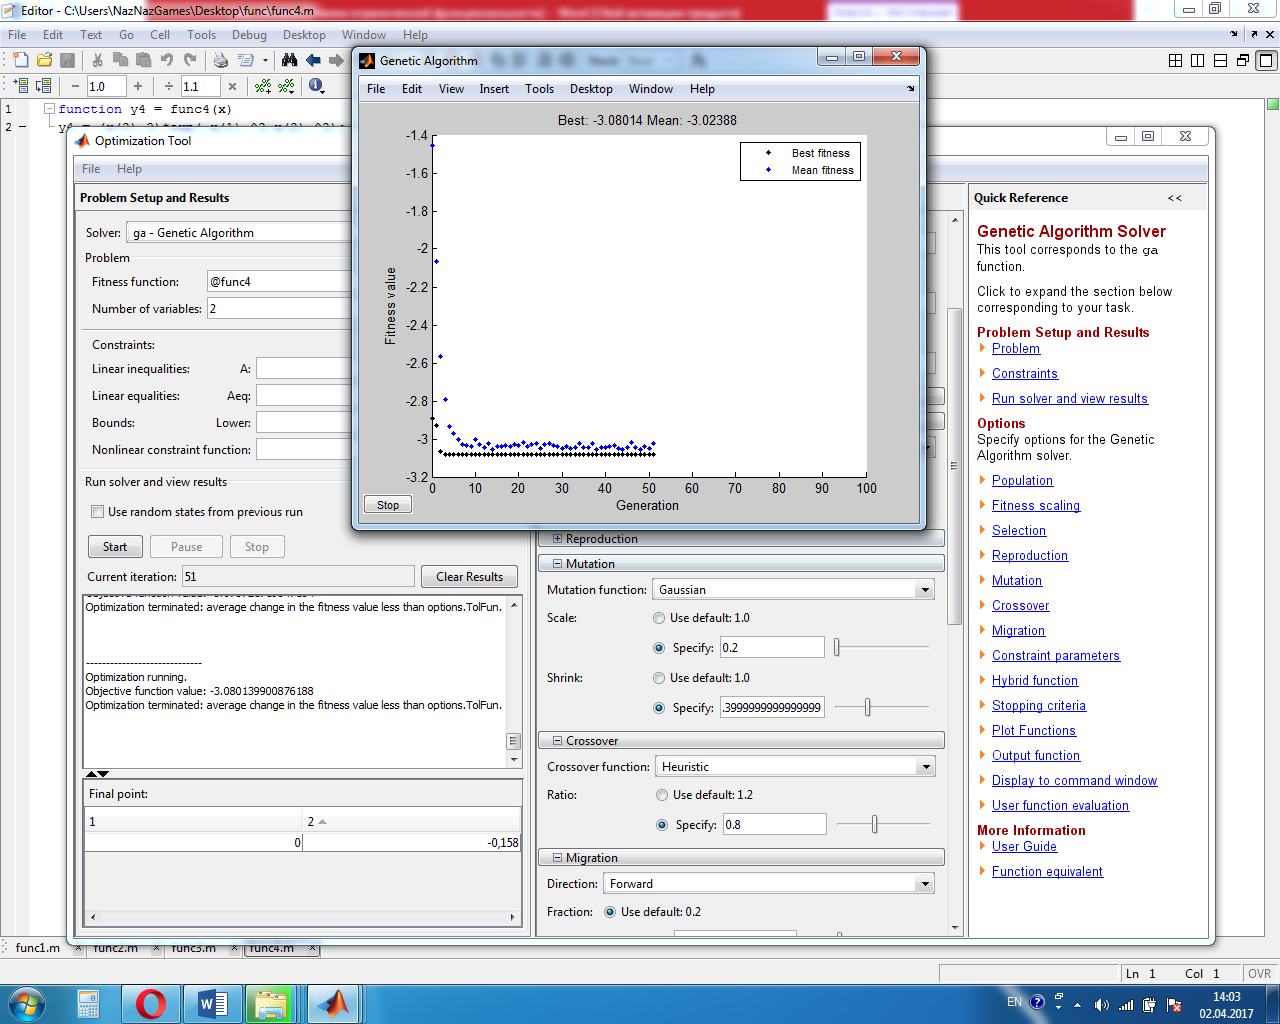 Editor - C:\Users\NazNazGames\Desktop\func\func4.m
File Edit Text Go Cell Tools Debug Desktop Window Help
1.0
1.1
1 function y4 = func4(x)
2
Genetic Algorithm
File Edit View Insert Tools Desktop Window Help
Best: -3.08014 Mean: -3.02388
Best fitness
Mean fitness
Fitness value
-1.4
-1.6
-1.8
-2
-2.2
-2.4
-2.6
-2.8
-3
-3.2
0 10 20 30 40 50 60 70 80 90 100
Generation
Stop
Optimization Tool
File Help
Problem Setup and Results
Solver: ga - Genetic Algorithm
Problem
Fitness function: @func4
Number of variables: 2
Constraints:
Linear inequalities: A:
Linear equalities: Aeq:
Bounds: Lower:
Nonlinear constraint function:
Run solver and view results
Use random states from previous run
Start Pause Stop
Current iteration: 51 Clear Results
Optimization terminated: average change in the fitness value less than options.TolFun.
------------------------------
Optimization running.
Objective function value: -3.080139900876188
Optimization terminated: average change in the fitness value less than options.TolFun.
Final point:
1 2
0 -0,158
Reproduction
Mutation
Mutation function: Gaussian
Scale: Use default: 1.0
Specify: 0.2
Shrink: Use default: 1.0
Specify: .3999999999999999
Crossover
Crossover function: Heuristic
Ratio: Use default: 1.2
Specify: 0.8
Migration
Direction: Forward
Fraction: Use default: 0.2
Quick Reference <<
Genetic Algorithm Solver
This tool corresponds to the ga
function.
Click to expand the section below
corresponding to your task.
Problem Setup and Results
Problem
Constraints
Run solver and view results
Options
Specify options for the Genetic
Algorithm solver.
Population
Fitness scaling
Selection
Reproduction
Mutation
Crossover
Migration
Constraint parameters
Hybrid function
Stopping criteria
Plot Functions
Output function
Display to command window
User function evaluation
More Information
User Guide
Function equivalent
func1.m func2.m func3.m func4.m
Ln 1 Col 1 OVR
EN
14:03
02.04.2017